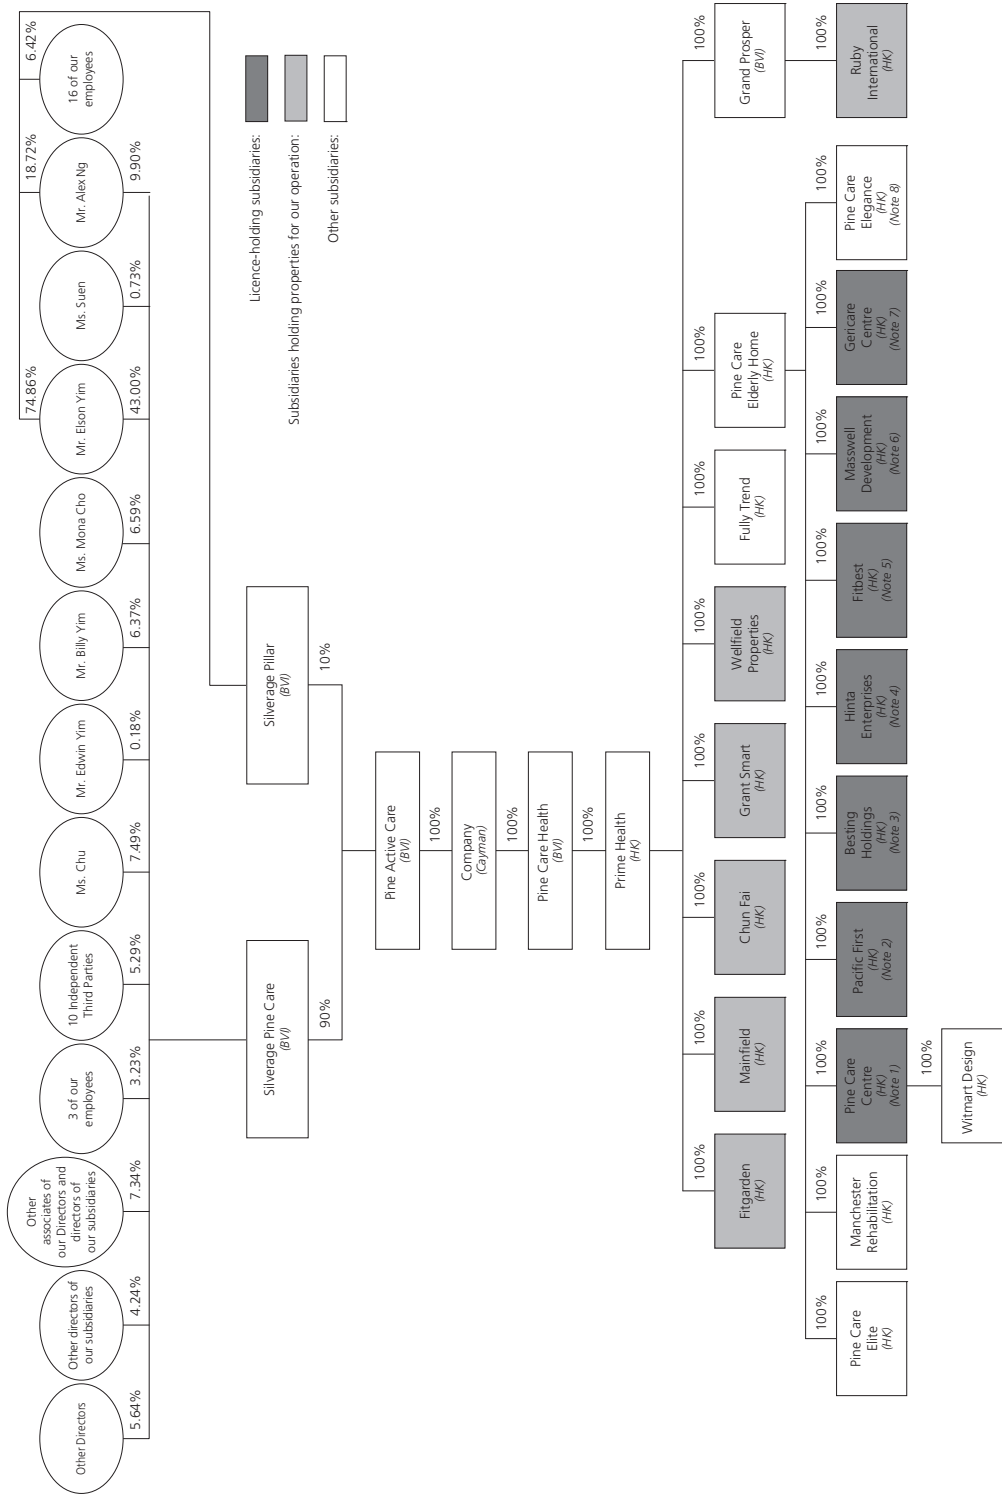 Other Directors
Other directors of
our subsidiaries
Other
associates of
our Directors and
directors of
our subsidiaries
3 of our
employees
10 Independent
Third Parties
Ms. Chu
Mr. Edwin Yim
Mr. Billy Yim
Ms. Mona Cho
Mr. Elson Yim
Ms. Suen
Mr. Alex Ng
16 of our
employees
74.86%
18.72%
6.42%
5.64%
4.24%
7.34%
3.23%
5.29%
7.49%
0.18%
6.37%
6.59%
43.00%
0.73%
9.90%
Silverage Pine Care
(BVI)
Silverage Pillar
(BVI)
90%
10%
Licence-holding subsidiaries:
Subsidiaries holding properties for our operation:
Other subsidiaries:
Pine Active Care
(BVI)
100%
Company
(Cayman)
100%
Pine Care Health
(BVI)
100%
Prime Health
(HK)
100%
100%
100%
100%
100%
100%
100%
100%
Fitgarden
(HK)
Mainfield
(HK)
Chun Fai
(HK)
Grant Smart
(HK)
Wellfield
Properties
(HK)
Fully Trend
(HK)
Pine Care
Elderly Home
(HK)
Grand Prosper
(BVI)
100%
100%
100%
100%
100%
100%
100%
100%
100%
100%
100%
Pine Care
Elite
(HK)
Manchester
Rehabilitation
(HK)
Pine Care
Centre
(HK)
(Note 1)
Pacific First
(HK)
(Note 2)
Besting
Holdings
(HK)
(Note 3)
Hinta
Enterprises
(HK)
(Note 4)
Fitbest
(HK)
(Note 5)
Masswell
Development
(HK)
(Note 6)
Gericare
Centre
(HK)
(Note 7)
Pine Care
Elegance
(HK)
(Note 8)
Ruby
International
(HK)
100%
Witmart Design
(HK)